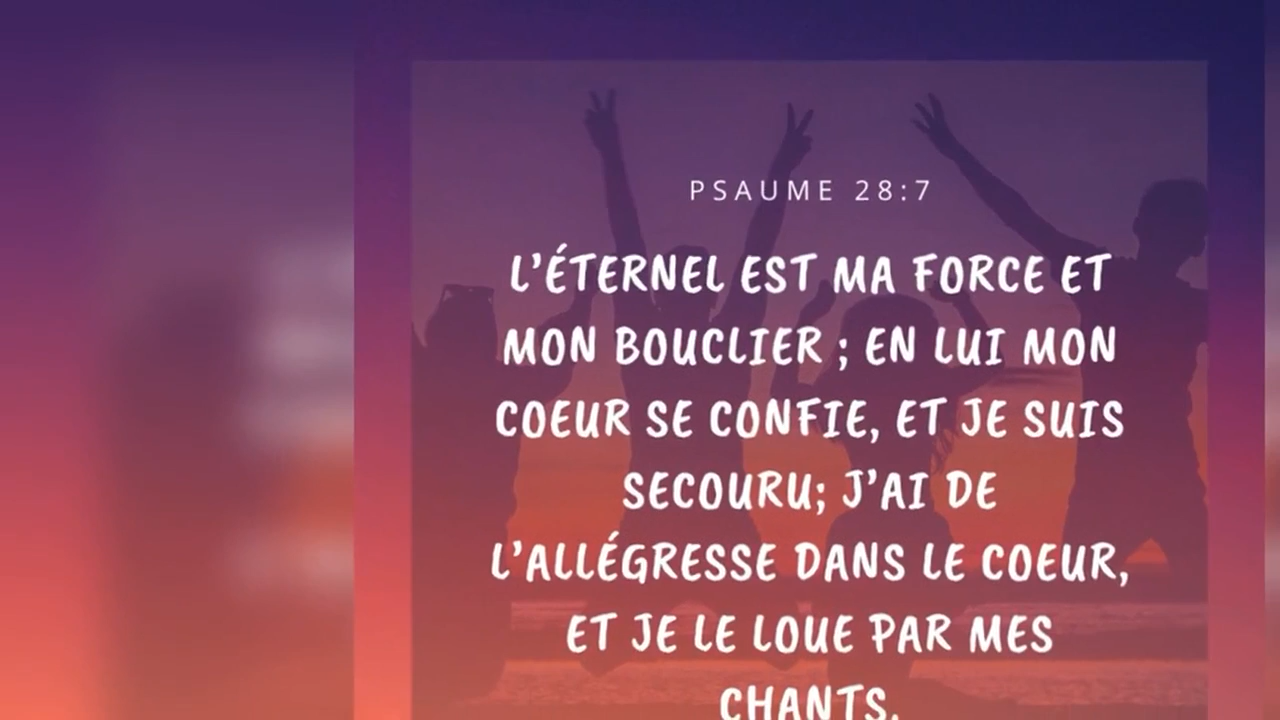 PSAUME 28:7
L'ÉTERNEL EST MA FORCE ET
MON BOUCLIER ; EN LUI MON
COEUR SE CONFIE, ET JE SUIS
SECOURU; J'AI DE
L'ALLÉGRESSE DANS LE COEUR,
ET JE LE LOUE PAR MES
CHANTS.